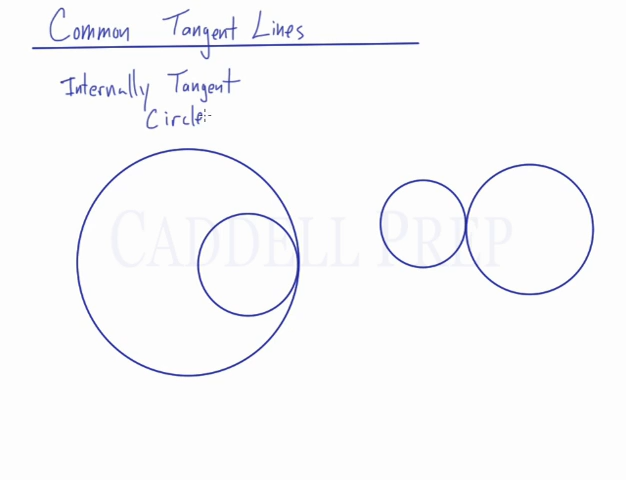 Common Tangent Lines
Internally Tangent
Circle
CADDELL PREP